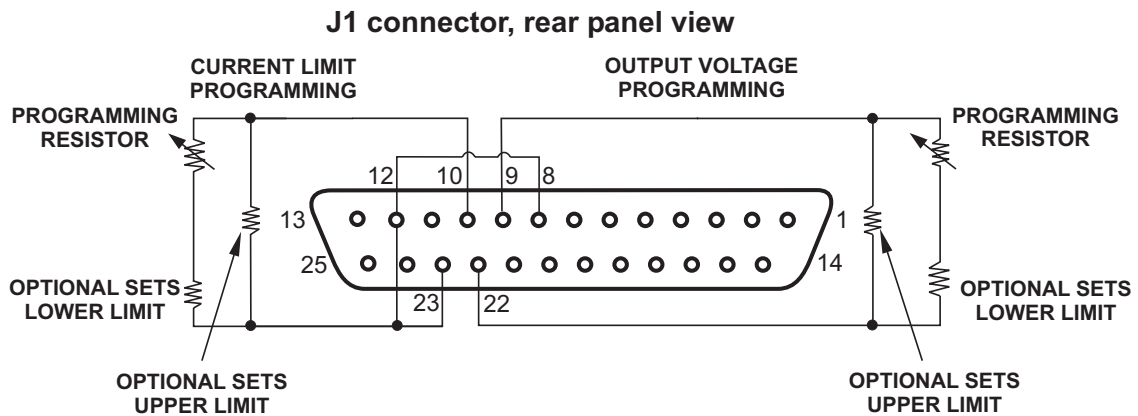 J1 connector, rear panel view
CURRENT LIMIT
PROGRAMMING
OUTPUT VOLTAGE
PROGRAMMING
PROGRAMMING
RESISTOR
PROGRAMMING
RESISTOR
12
10
9
8
13
1
25
14
23
22
OPTIONAL SETS
LOWER LIMIT
OPTIONAL SETS
LOWER LIMIT
OPTIONAL SETS
UPPER LIMIT
OPTIONAL SETS
UPPER LIMIT